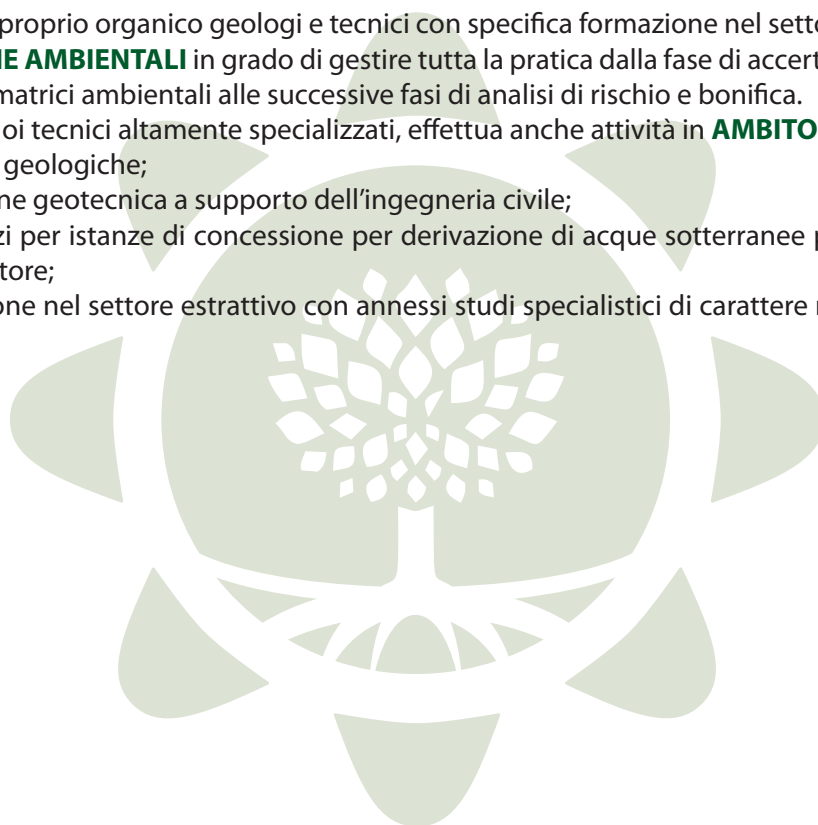 proprio organico geologi e tecnici con specifica formazione nel setto
E AMBIENTALI in grado di gestire tutta la pratica dalla fase di accert
matrici ambientali alle successive fasi di analisi di rischio e bonifica.
oi tecnici altamente specializzati, effettua anche attività in AMBITO
geologiche;
ne geotecnica a supporto dell’ingegneria civile;
zi per istanze di concessione per derivazione di acque sotterranee p
tore;
one nel settore estrattivo con annessi studi specialistici di carattere